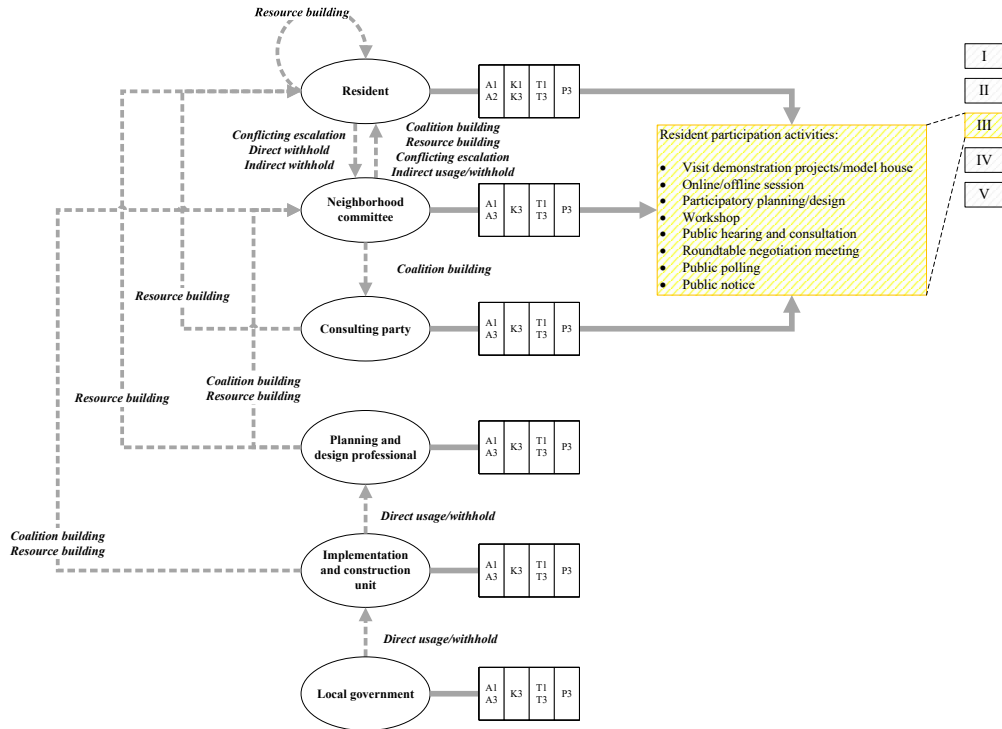 Resource building
Resident
A1
A2
K1
K3
T1
T3
P3
I
II
III
IV
V
Conflicting escalation
Direct withhold
Indirect withhold
Coalition building
Resource building
Conflicting escalation
Indirect usage/withhold
Resident participation activities:
• Visit demonstration projects/model house
• Online/offline session
• Participatory planning/design
• Workshop
• Public hearing and consultation
• Roundtable negotiation meeting
• Public polling
• Public notice
Neighborhood
committee
A1
A3
K3
T1
T3
P3
Coalition building
Resource building
Consulting party
A1
A3
K3
T1
T3
P3
Coalition building
Resource building
Resource building
Planning and
design professional
A1
A3
K3
T1
T3
P3
Direct usage/withhold
Coalition building
Resource building
Implementation
and construction
unit
A1
A3
K3
T1
T3
P3
Direct usage/withhold
Local government
A1
A3
K3
T1
T3
P3